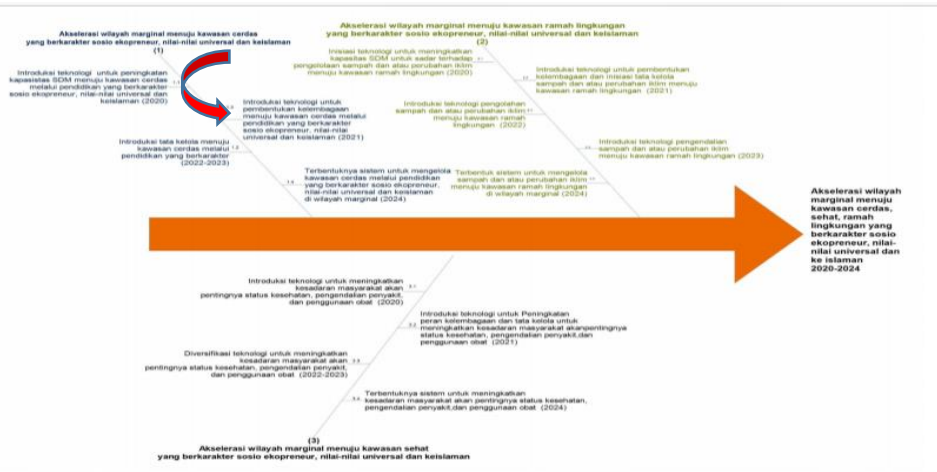 Akselerasi wilayah marginal menuju kawasan cerdas
yang berkarakter sosio ekopreneur, nilai-nilai universal dan keislaman
(1)
Introduksi teknologi untuk peningkatan
kapasistas SDM menuju kawasan cerdas
melalui pendidikan yang berkarakter
sosio ekopreneur, nilai-nilai universal dan
keislaman (2020)
Introduksi teknologi untuk
pembentukan kelembagaan
menuju kawasan cerdas melalui
pendidikan yang berkarakter
sosio ekopreneur, nilai-nilai
universal dan keislaman (2021)
Introduksi tata kelola menuju
kawasan cerdas melalui
pendidikan yang berkarakter
(2022-2023)
Terbentuknya sistem untuk mengelola
kawasan cerdas melalui pendidikan
yang berkarakter sosio ekopreneur,
nilai-nilai universal dan keislaman
di wilayah marginal (2024)
Akselerasi wilayah marginal menuju kawasan ramah lingkungan
yang berkarakter sosio ekopreneur, nilai-nilai universal dan keislaman
(2)
Inisiasi teknologi untuk meningkatkan
kapasitas SDM untuk sadar terhadap
pengelolaan sampah dan atau perubahan iklim
menuju kawasan ramah lingkungan (2020)
Introduksi teknologi untuk pembentukan
kelembagaan dan inisiasi tata kelola
sampah dan atau perubahan iklim menuju
kawasan ramah lingkungan (2021)
Introduksi teknologi pengolahan
sampah dan atau perubahan iklim
menuju kawasan ramah
lingkungan (2022)
Introduksi teknologi pengendalian
sampah dan atau perubahan iklim
menuju kawasan ramah lingkungan (2023)
Terbentuk sistem untuk mengelola
sampah dan atau perubahan iklim
menuju kawasan ramah lingkungan
di wilayah marginal (2024)
Akselerasi wilayah
marginal menuju
kawasan cerdas,
sehat, ramah
lingkungan yang
berkarakter sosio
ekopreneur, nilai-
nilai universal dan
ke islaman
2020-2024
Introduksi teknologi untuk meningkatkan
kesadaran masyarakat akan
pentingnya status kesehatan, pengendalian penyakit,
dan penggunaan obat (2020)
3.1
Introduksi teknologi untuk Peningkatan
peran kelembagaan dan tata kelola untuk
meningkatkan kesadaran masyarakat akanpentingnya
status kesehatan, pengendalian penyakit,dan
penggunaan obat (2021)
3.2
Diversifikasi teknologi untuk meningkatkan
kesadaran masyarakat akan
pentingnya status kesehatan, pengendalian penyakit,
dan penggunaan obat (2022-2023)
3.3
Terbentuknya sistem untuk meningkatkan
kesadaran masyarakat akan pentingnya status kesehatan,
pengendalian penyakit,dan penggunaan obat (2024)
3.4
(3)
Akselerasi wilayah marginal menuju kawasan sehat
yang berkarakter sosio ekopreneur, nilai-nilai universal dan keislaman